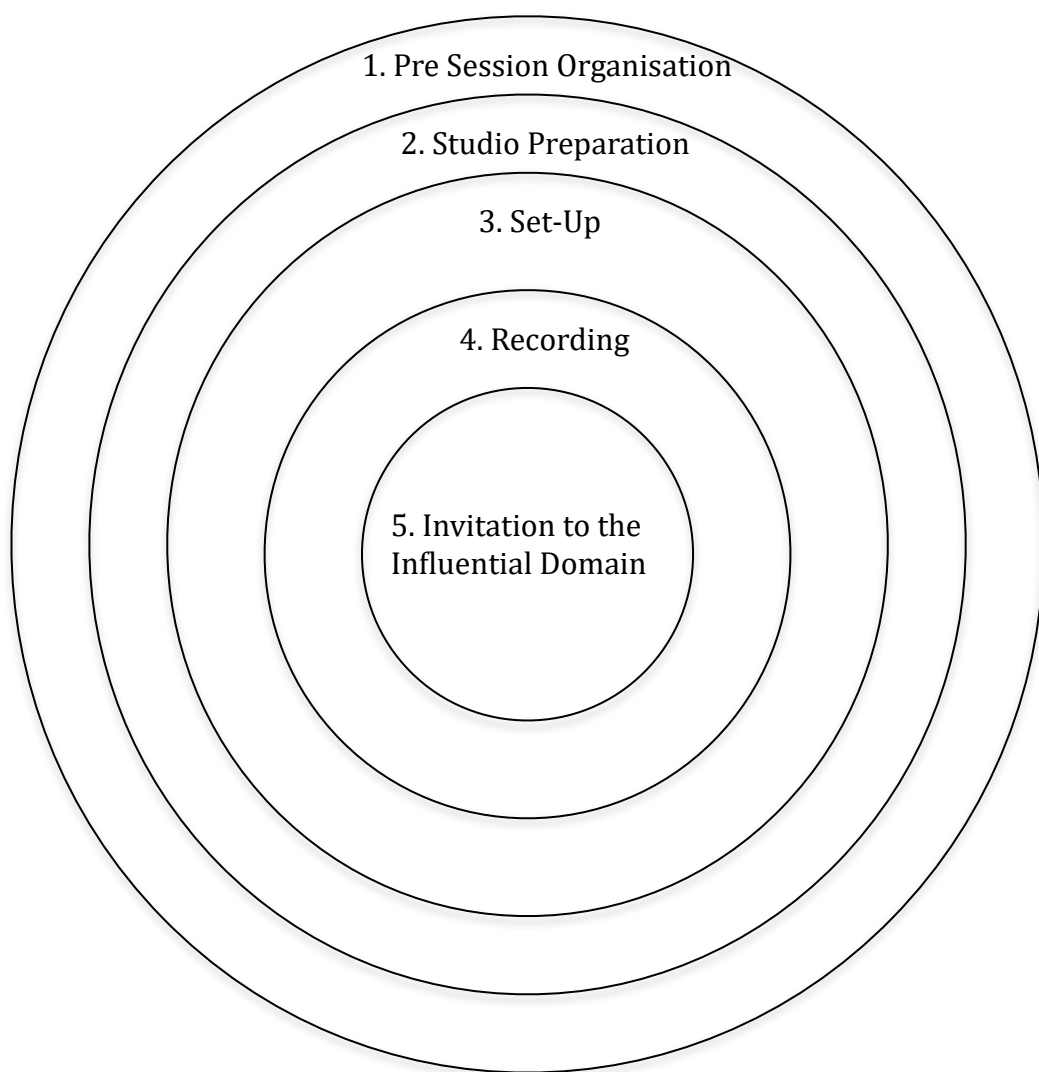 1. Pre Session Organisation
2. Studio Preparation
3. Set-Up
4. Recording
5. Invitation to the
Influential Domain